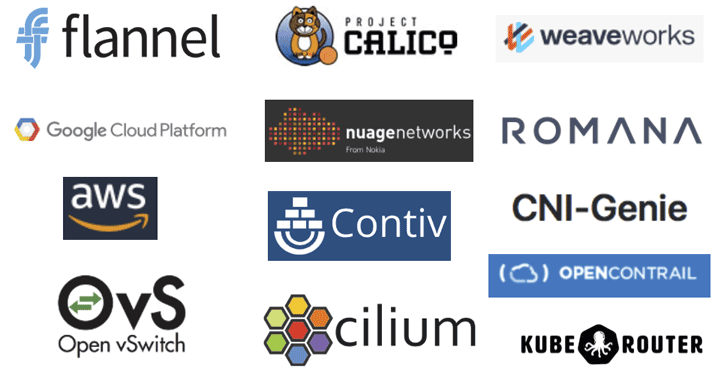 flannel
PROJECT
CALICO
weaveworks
Google Cloud Platform
nuagenetworks
From Nokia
ROMANA
aws
Contiv
CNI-Genie
OPENCONTRAIL
OvS
Open vSwitch
cilium
KUBE ROUTER